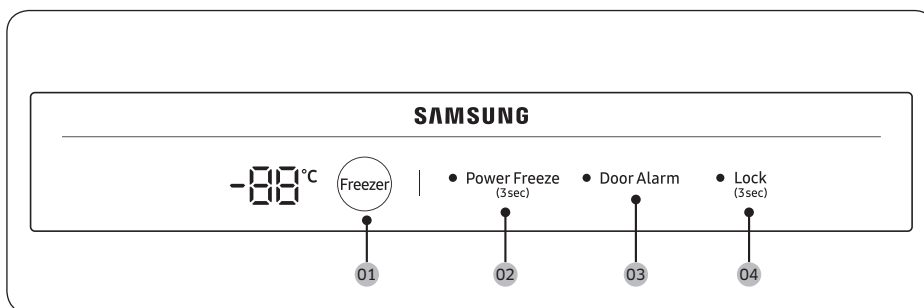 SAMSUNG
-88°C Freezer Power Freeze Door Alarm Lock
(3sec) (3sec)
01 02 03 04